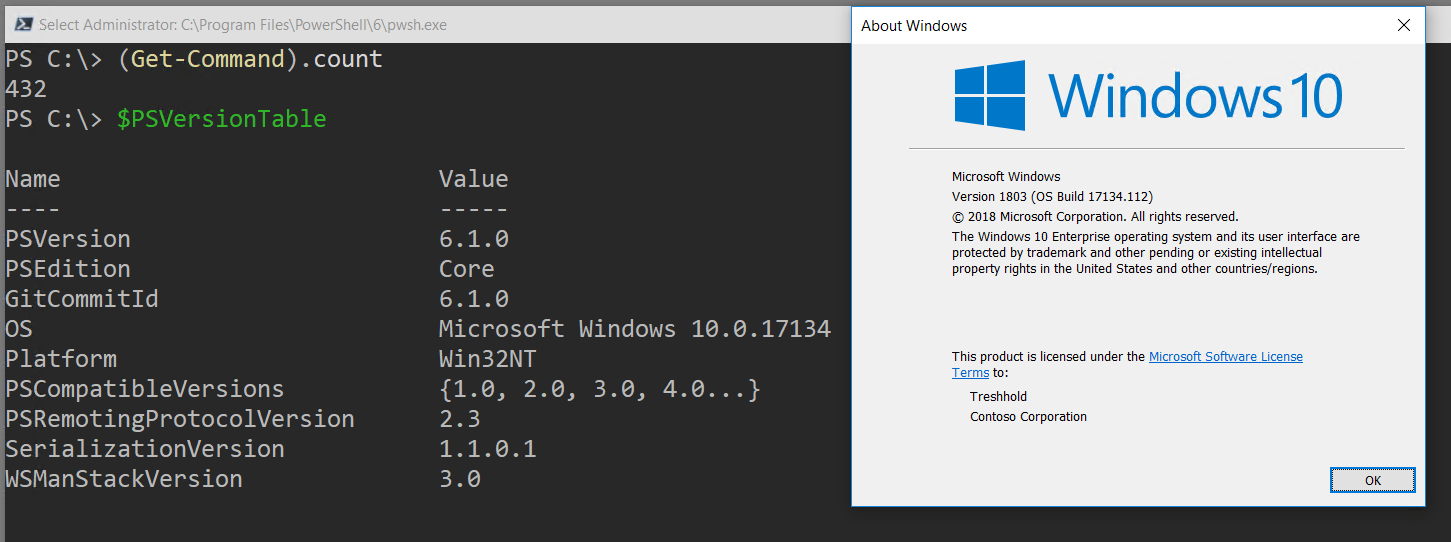 Select Administrator: C:\Program Files\PowerShell\6\pwsh.exe
PS C:\> (Get-Command).count
432
PS C:\> $PSVersionTable
Name Value
---- -----
PSVersion 6.1.0
PSEdition Core
GitCommitId 6.1.0
OS Microsoft Windows 10.0.17134
Platform Win32NT
PSCompatibleVersions {1.0, 2.0, 3.0, 4.0...}
PSRemotingProtocolVersion 2.3
SerializationVersion 1.1.0.1
WSManStackVersion 3.0
About Windows
Windows 10
Microsoft Windows
Version 1803 (OS Build 17134.112)
© 2018 Microsoft Corporation. All rights reserved.
The Windows 10 Enterprise operating system and its user interface are
protected by trademark and other pending or existing intellectual
property rights in the United States and other countries/regions.
This product is licensed under the Microsoft Software License
Terms to:
Treshhold
Contoso Corporation
OK